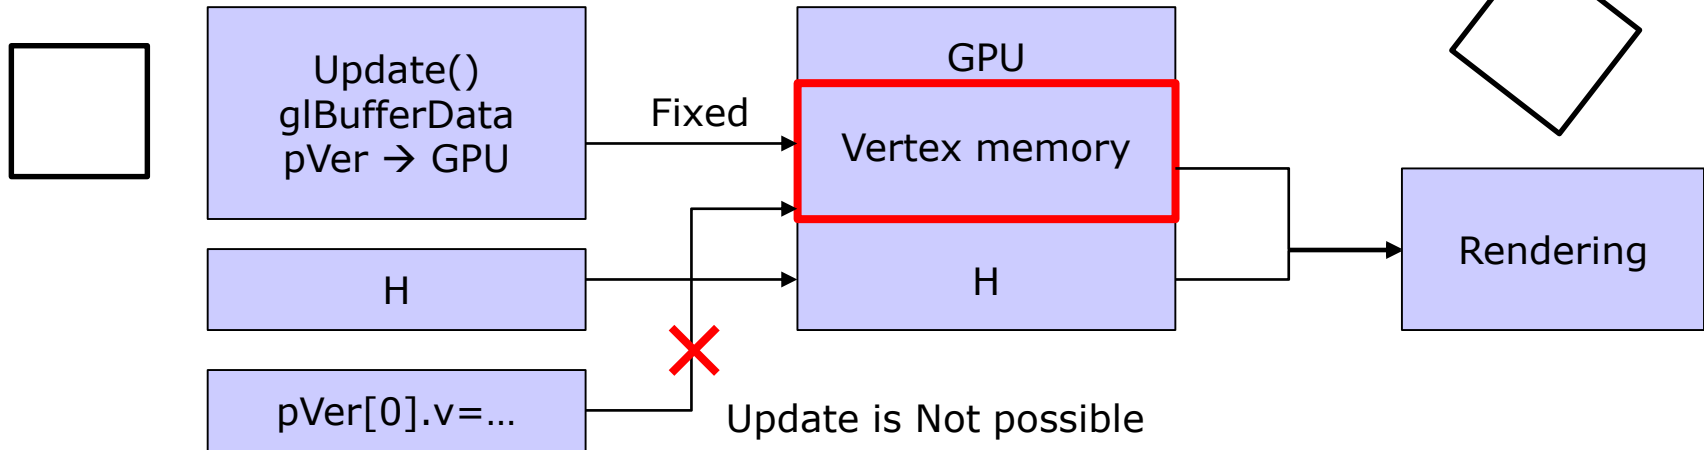 Update()
glBufferData
pVer → GPU
Fixed
GPU
Vertex memory
H
H
Rendering
pVer[0].v=…
Update is Not possible